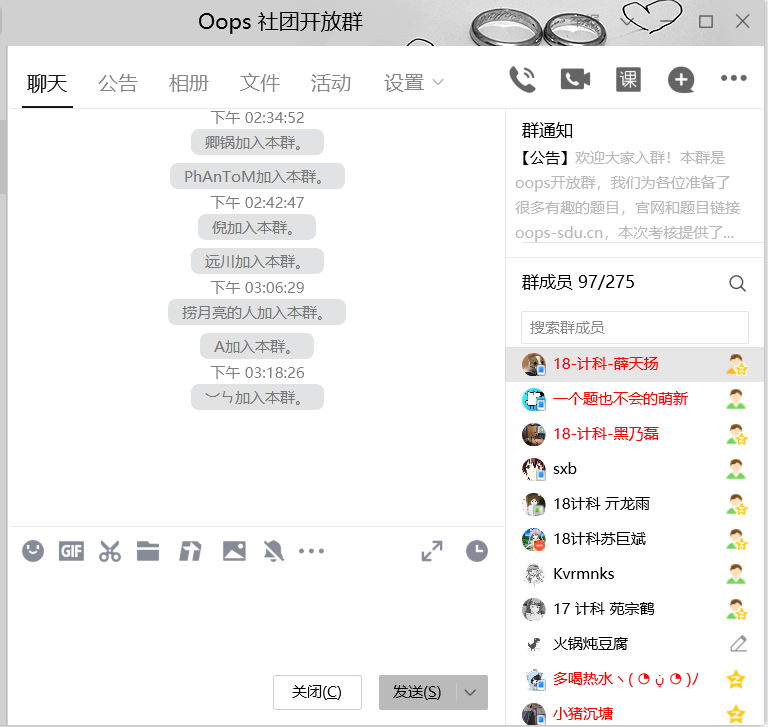 Oops 社团开放群
聊天 公告 相册 文件 活动 设置
课
下午 02:34:52
卿锅加入本群。
PhAnToM加入本群。
下午 02:42:47
倪加入本群。
远川加入本群。
下午 03:06:29
捞月亮的人加入本群。
A加入本群。
下午 03:18:26
︶ㄣ加入本群。
GIF
关闭(C) 发送(S)
群通知
【公告】欢迎大家入群！本群是
oops开放群，我们为各位准备了
很多有趣的题目，官网和题目链接
oops-sdu.cn，本次考核提供了...
群成员 97/275
搜索群成员
18-计科-薛天扬
一个题也不会的萌新
18-计科-黑乃磊
sxb
18计科 亓龙雨
18计科苏巨斌
Kvrmnks
17 计科 苑宗鹤
火锅炖豆腐
多喝热水ヽ( ◔ ỹ ◔ )/
小猪沉塘